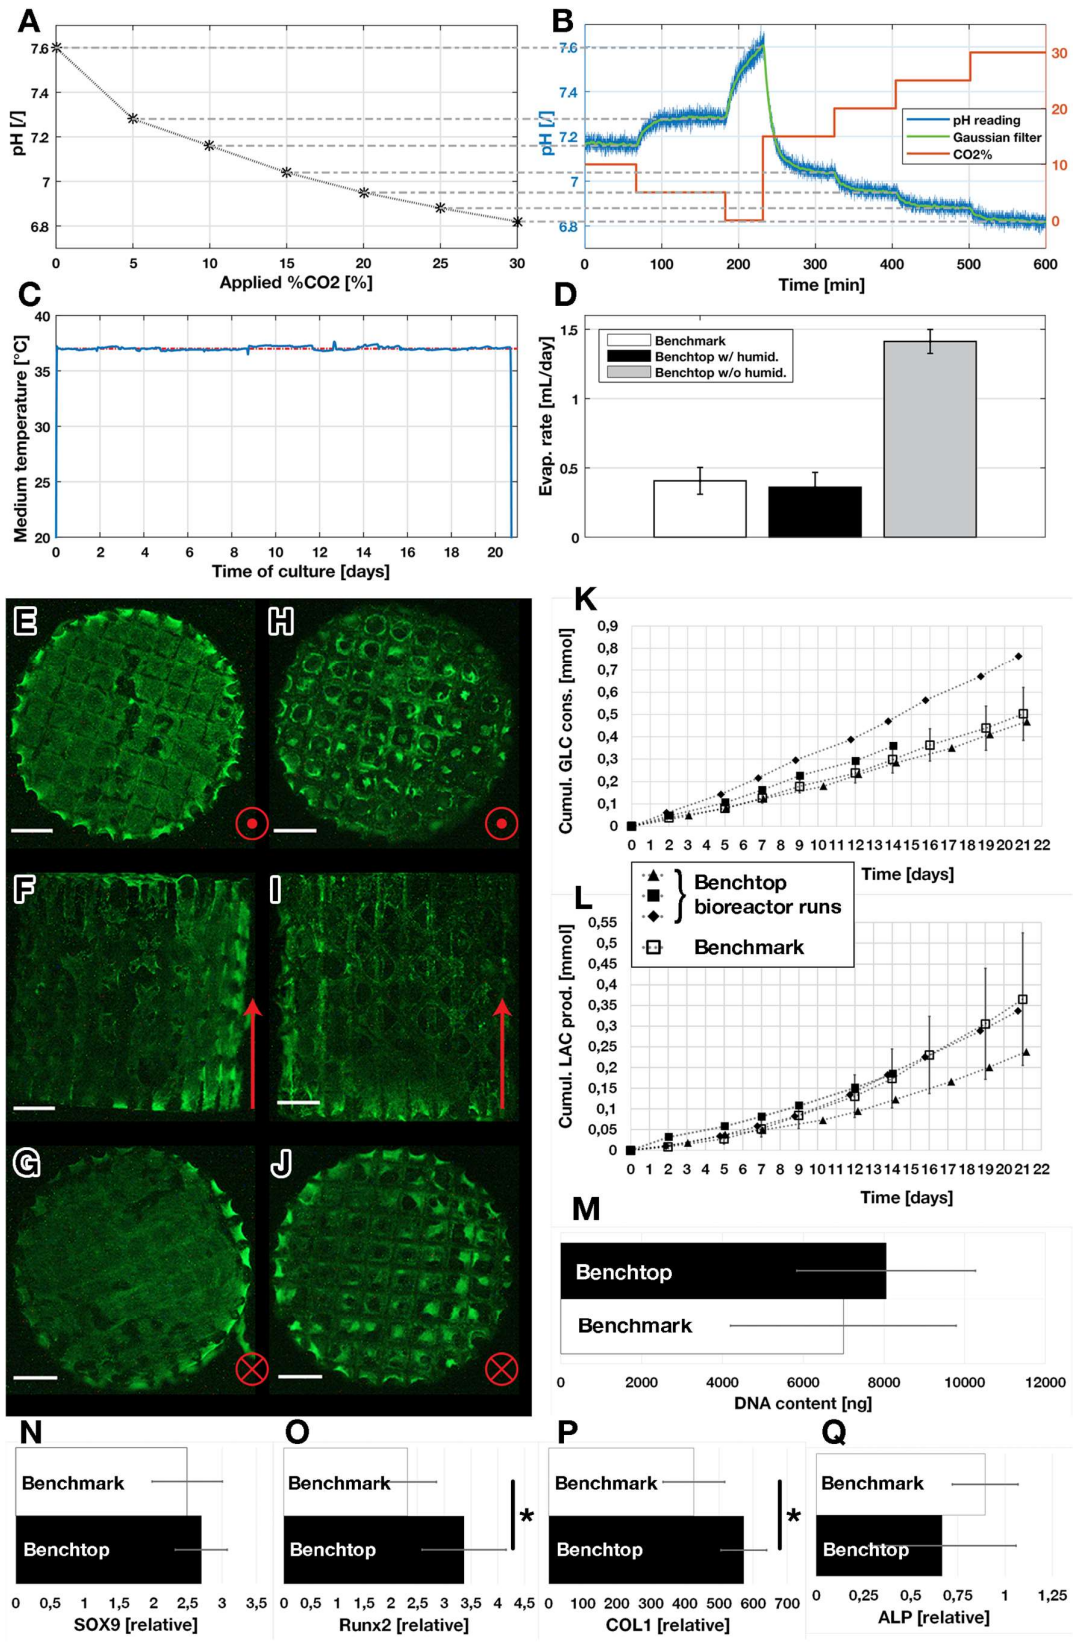 A
B
7.6
7.4
7.2
7
6.8
pH [/]
0 5 10 15 20 25 30
Applied %CO2 [%]
7.6
7.4
7.2
7
6.8
pH [/]
30
20
10
0
pH reading
Gaussian filter
CO2%
0 100 200 300 400 500 600
Time [min]
C
D
40
35
30
25
20
Medium temperature [°C]
0 2 4 6 8 10 12 14 16 18 20
Time of culture [days]
1.5
1
0.5
0
Evap. rate [mL/day]
Benchmark
Benchtop w/ humid.
Benchtop w/o humid.
E
H
F
I
G
J
K
0,9
0,8
0,7
0,6
0,5
0,4
0,3
0,2
0,1
0
Cumul. GLC cons. [mmol]
0 1 2 3 4 5 6 7 8 9 10 11 12 13 14 15 16 17 18 19 20 21 22
Time [days]
Benchtop
bioreactor runs
Benchmark
L
0,55
0,5
0,45
0,4
0,35
0,3
0,25
0,2
0,15
0,1
0,05
0
Cumul. LAC prod. [mmol]
0 1 2 3 4 5 6 7 8 9 10 11 12 13 14 15 16 17 18 19 20 21 22
Time [days]
M
Benchtop
Benchmark
0 2000 4000 6000 8000 10000 12000
DNA content [ng]
N
Benchmark
Benchtop
0 0,5 1 1,5 2 2,5 3 3,5
SOX9 [relative]
O
Benchmark
Benchtop
*
0 0,5 1 1,5 2 2,5 3 3,5 4 4,5
Runx2 [relative]
P
Benchmark
Benchtop
*
0 100 200 300 400 500 600 700
COL1 [relative]
Q
Benchmark
Benchtop
0 0,25 0,5 0,75 1 1,25
ALP [relative]